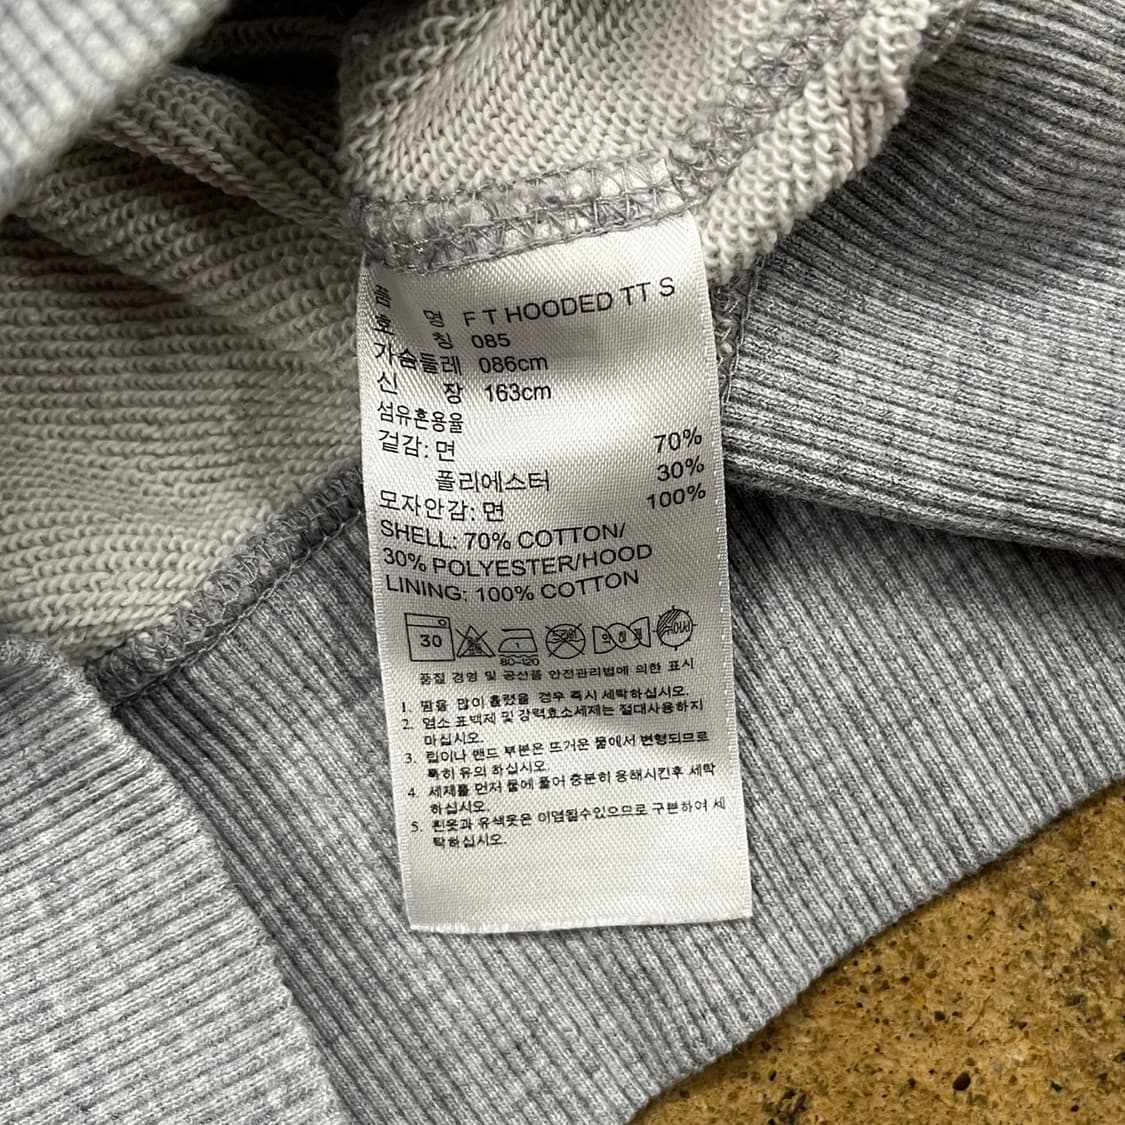 품 명 F T HOODED TT S
호 칭 085
가슴둘레 086cm
신 장 163cm
섬유혼용율
겉감: 면 70%
폴리에스터 30%
모자안감: 면 100%
SHELL: 70% COTTON/
30% POLYESTER/HOOD
LINING: 100% COTTON
30
80~120
품질 경영 및 공산품 안전관리법에 의한 표시
1. 땀을 많이 흘렸을 경우 즉시 세탁하십시오.
2. 염소 표백제 및 강력효소세제는 절대사용하지
마십시오.
3. 립이나 밴드 부분은 뜨거운 물에서 변형되므로
특히 유의 하십시오.
4. 세제를 먼저 물에 풀어 충분히 용해시킨후 세탁
하십시오.
5. 흰옷과 유색옷은 이염될수있으므로 구분하여 세
탁하십시오.